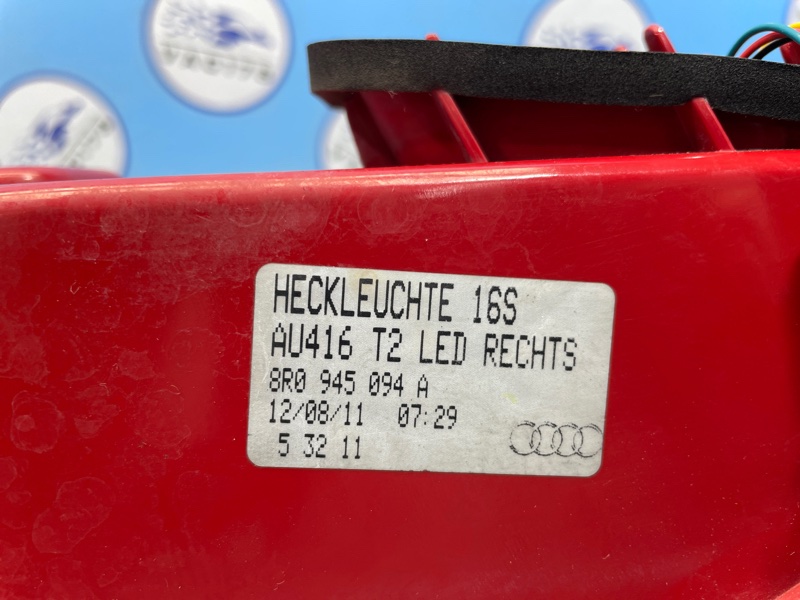 HECKLEUCHTE 16S
AU416 T2 LED RECHTS
8R0 945 094 A
12/08/11 07:29
5 32 11